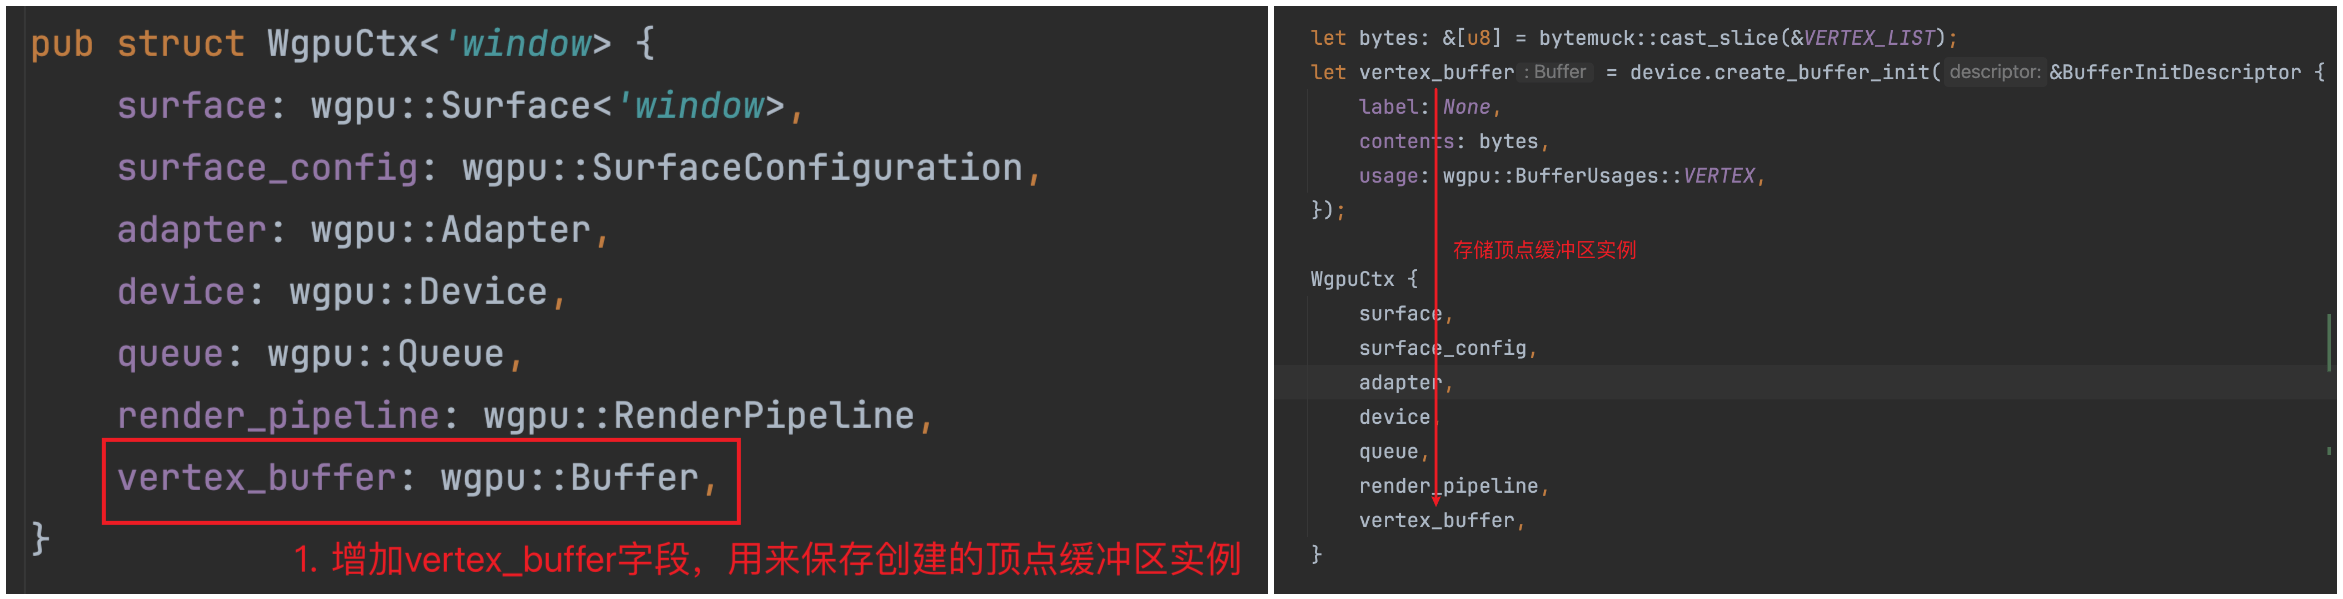 pub struct WgpuCtx<'window> {
surface: wgpu::Surface<'window>,
surface_config: wgpu::SurfaceConfiguration,
adapter: wgpu::Adapter,
device: wgpu::Device,
queue: wgpu::Queue,
render_pipeline: wgpu::RenderPipeline,
vertex_buffer: wgpu::Buffer,
}
1. 增加vertex_buffer字段，用来保存创建的顶点缓冲区实例
let bytes: &[u8] = bytemuck::cast_slice(&VERTEX_LIST);
let vertex_buffer : Buffer = device.create_buffer_init( descriptor: &BufferInitDescriptor {
label: None,
contents: bytes,
usage: wgpu::BufferUsages::VERTEX,
});
存储顶点缓冲区实例
WgpuCtx {
surface,
surface_config,
adapter,
device,
queue,
render_pipeline,
vertex_buffer,
}